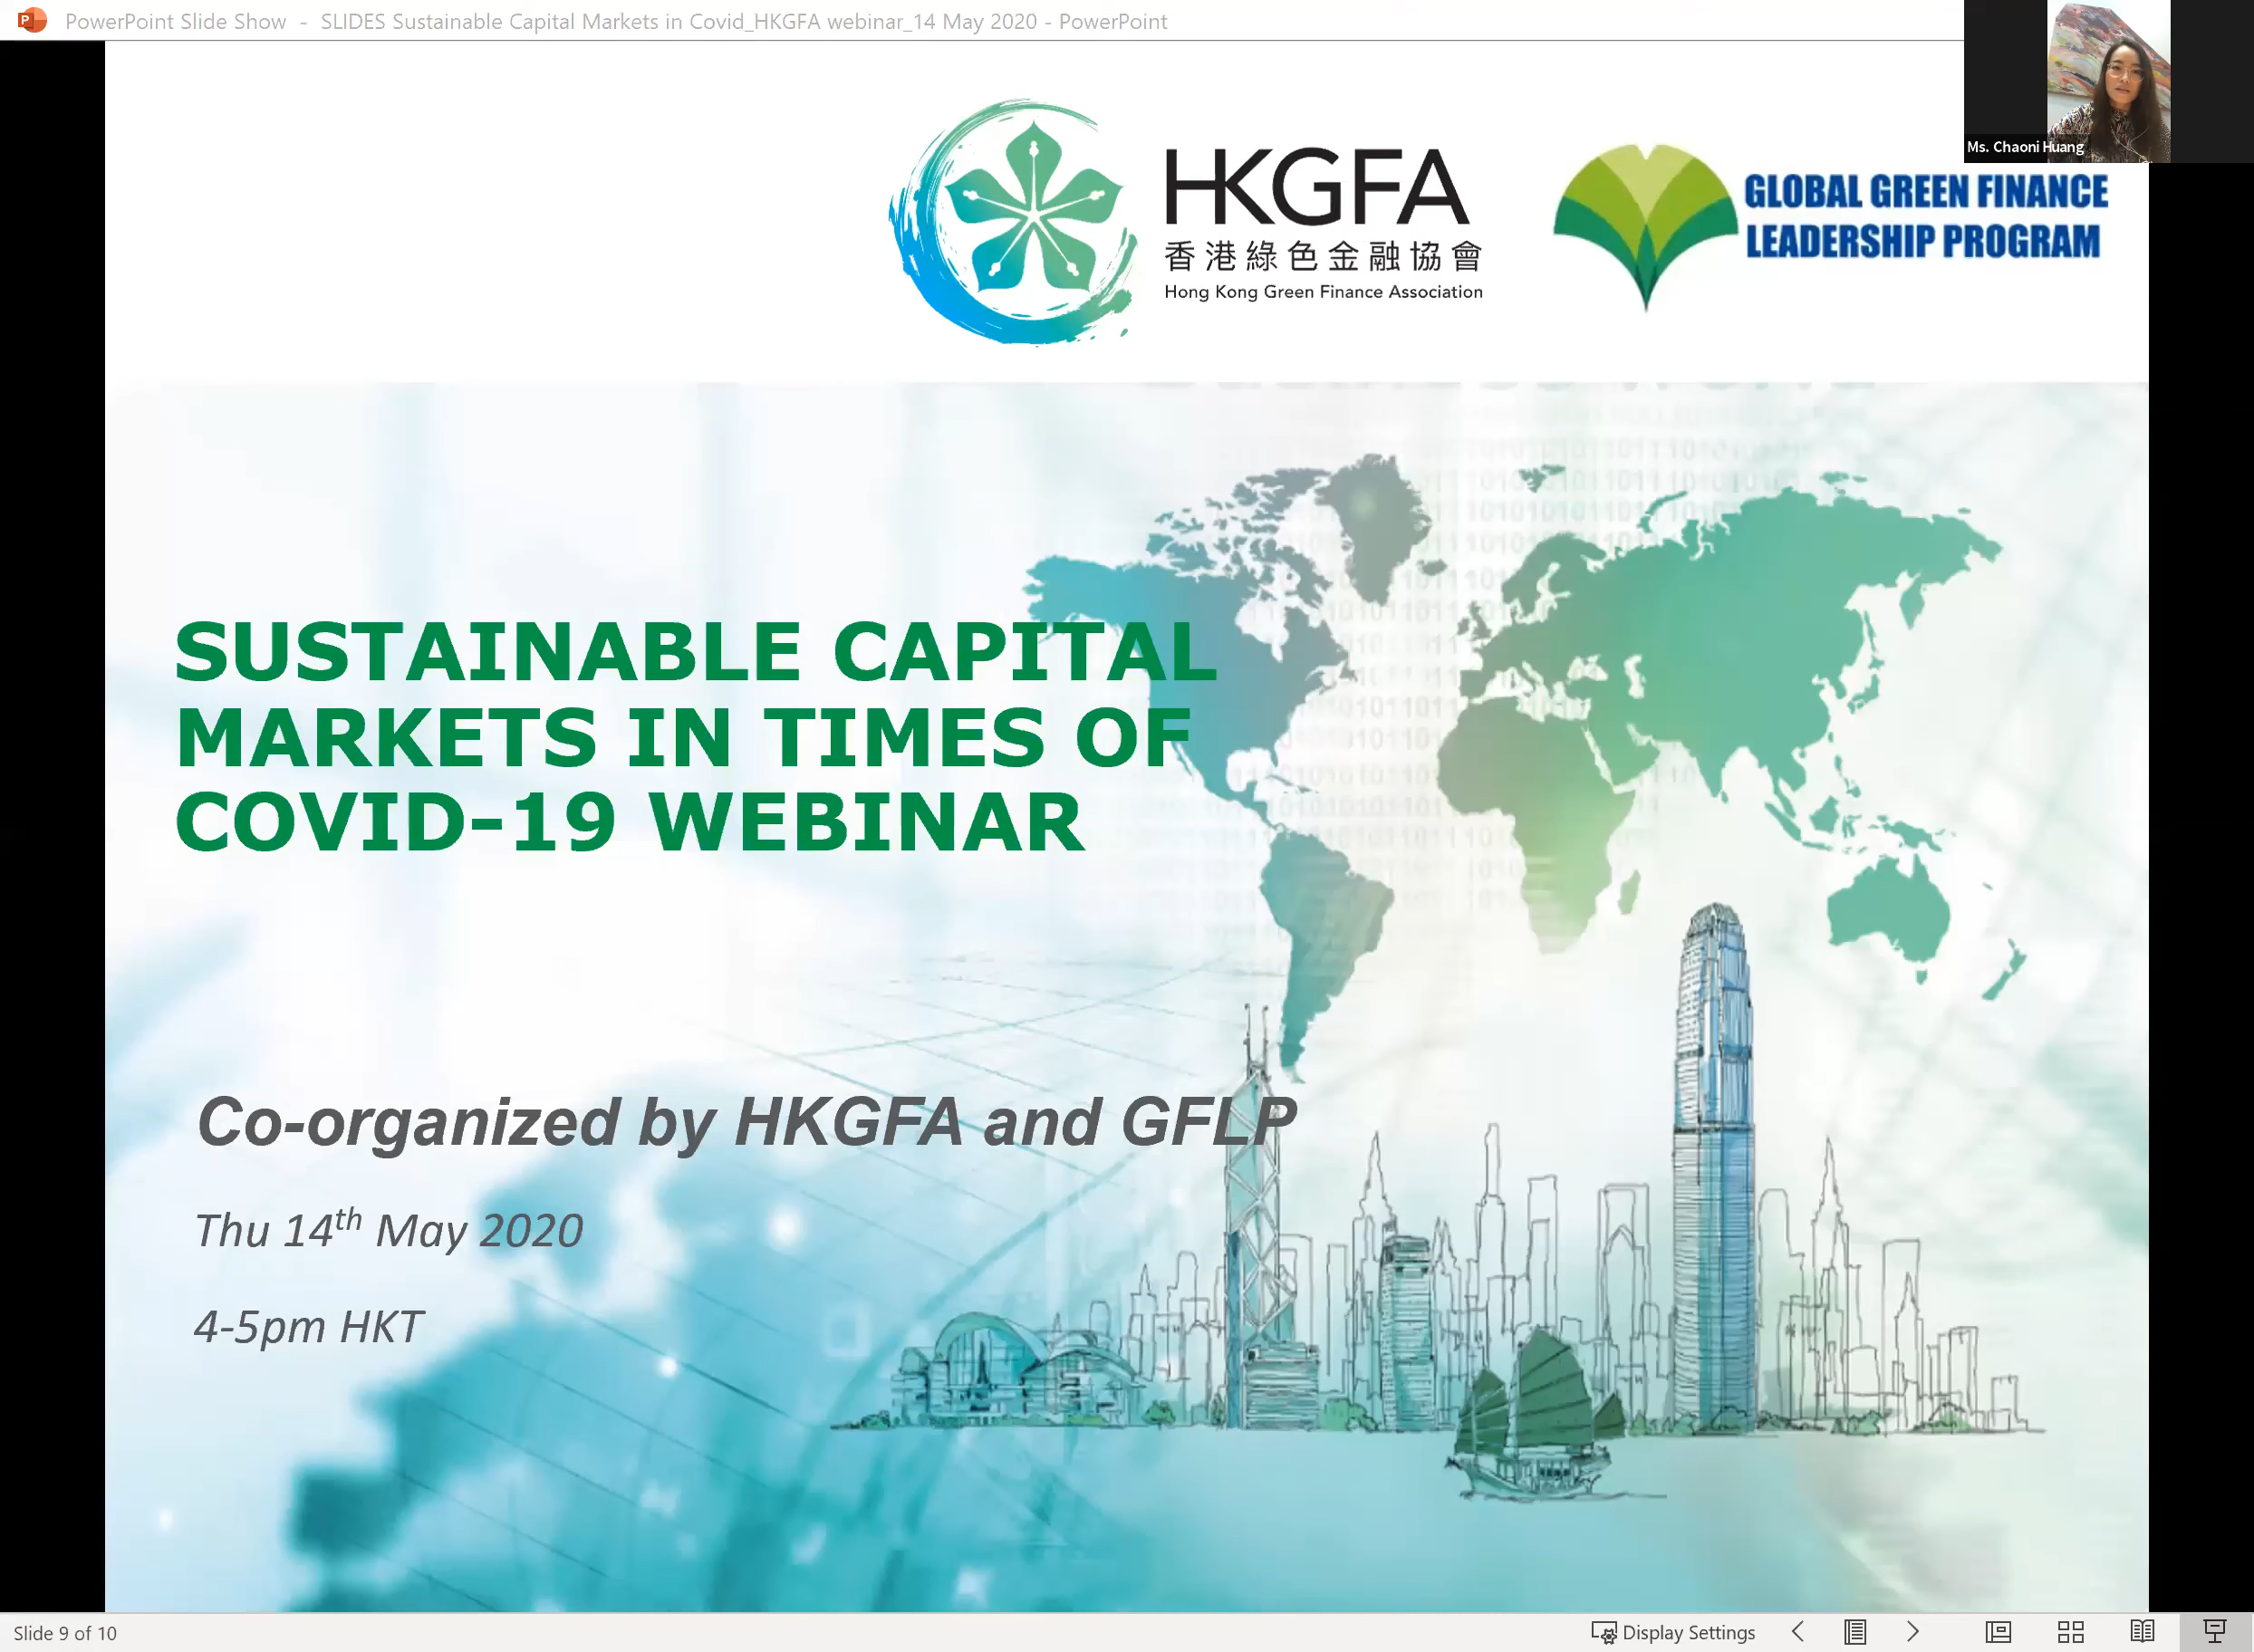 PowerPoint Slide Show - SLIDES Sustainable Capital Markets in Covid_HKGFA webinar_14 May 2020 - PowerPoint
Ms. Chaoni Huang
HKGFA
香港綠色金融協會
Hong Kong Green Finance Association
GLOBAL GREEN FINANCE
LEADERSHIP PROGRAM
SUSTAINABLE CAPITAL
MARKETS IN TIMES OF
COVID-19 WEBINAR
Co-organized by HKGFA and GFLP
Thu 14th May 2020
4-5pm HKT
Slide 9 of 10
Display Settings